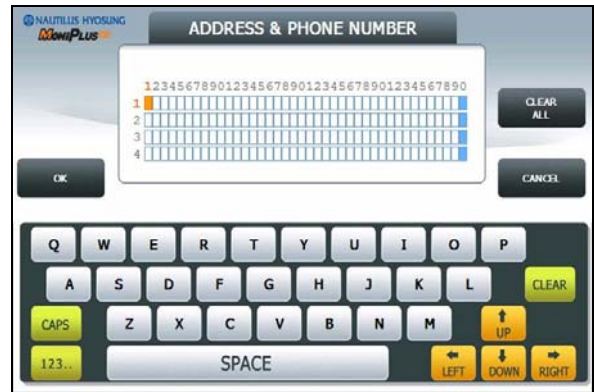 NAUTILUS HYOSUNG
MoniPlus
ADDRESS & PHONE NUMBER
1234567890123456789012345678901234567890
1
2
3
4
CLEAR ALL
OK
CANCEL
Q W E R T Y U I O P
A S D F G H J K L CLEAR
CAPS Z X C V B N M UP
123.. SPACE LEFT DOWN RIGHT